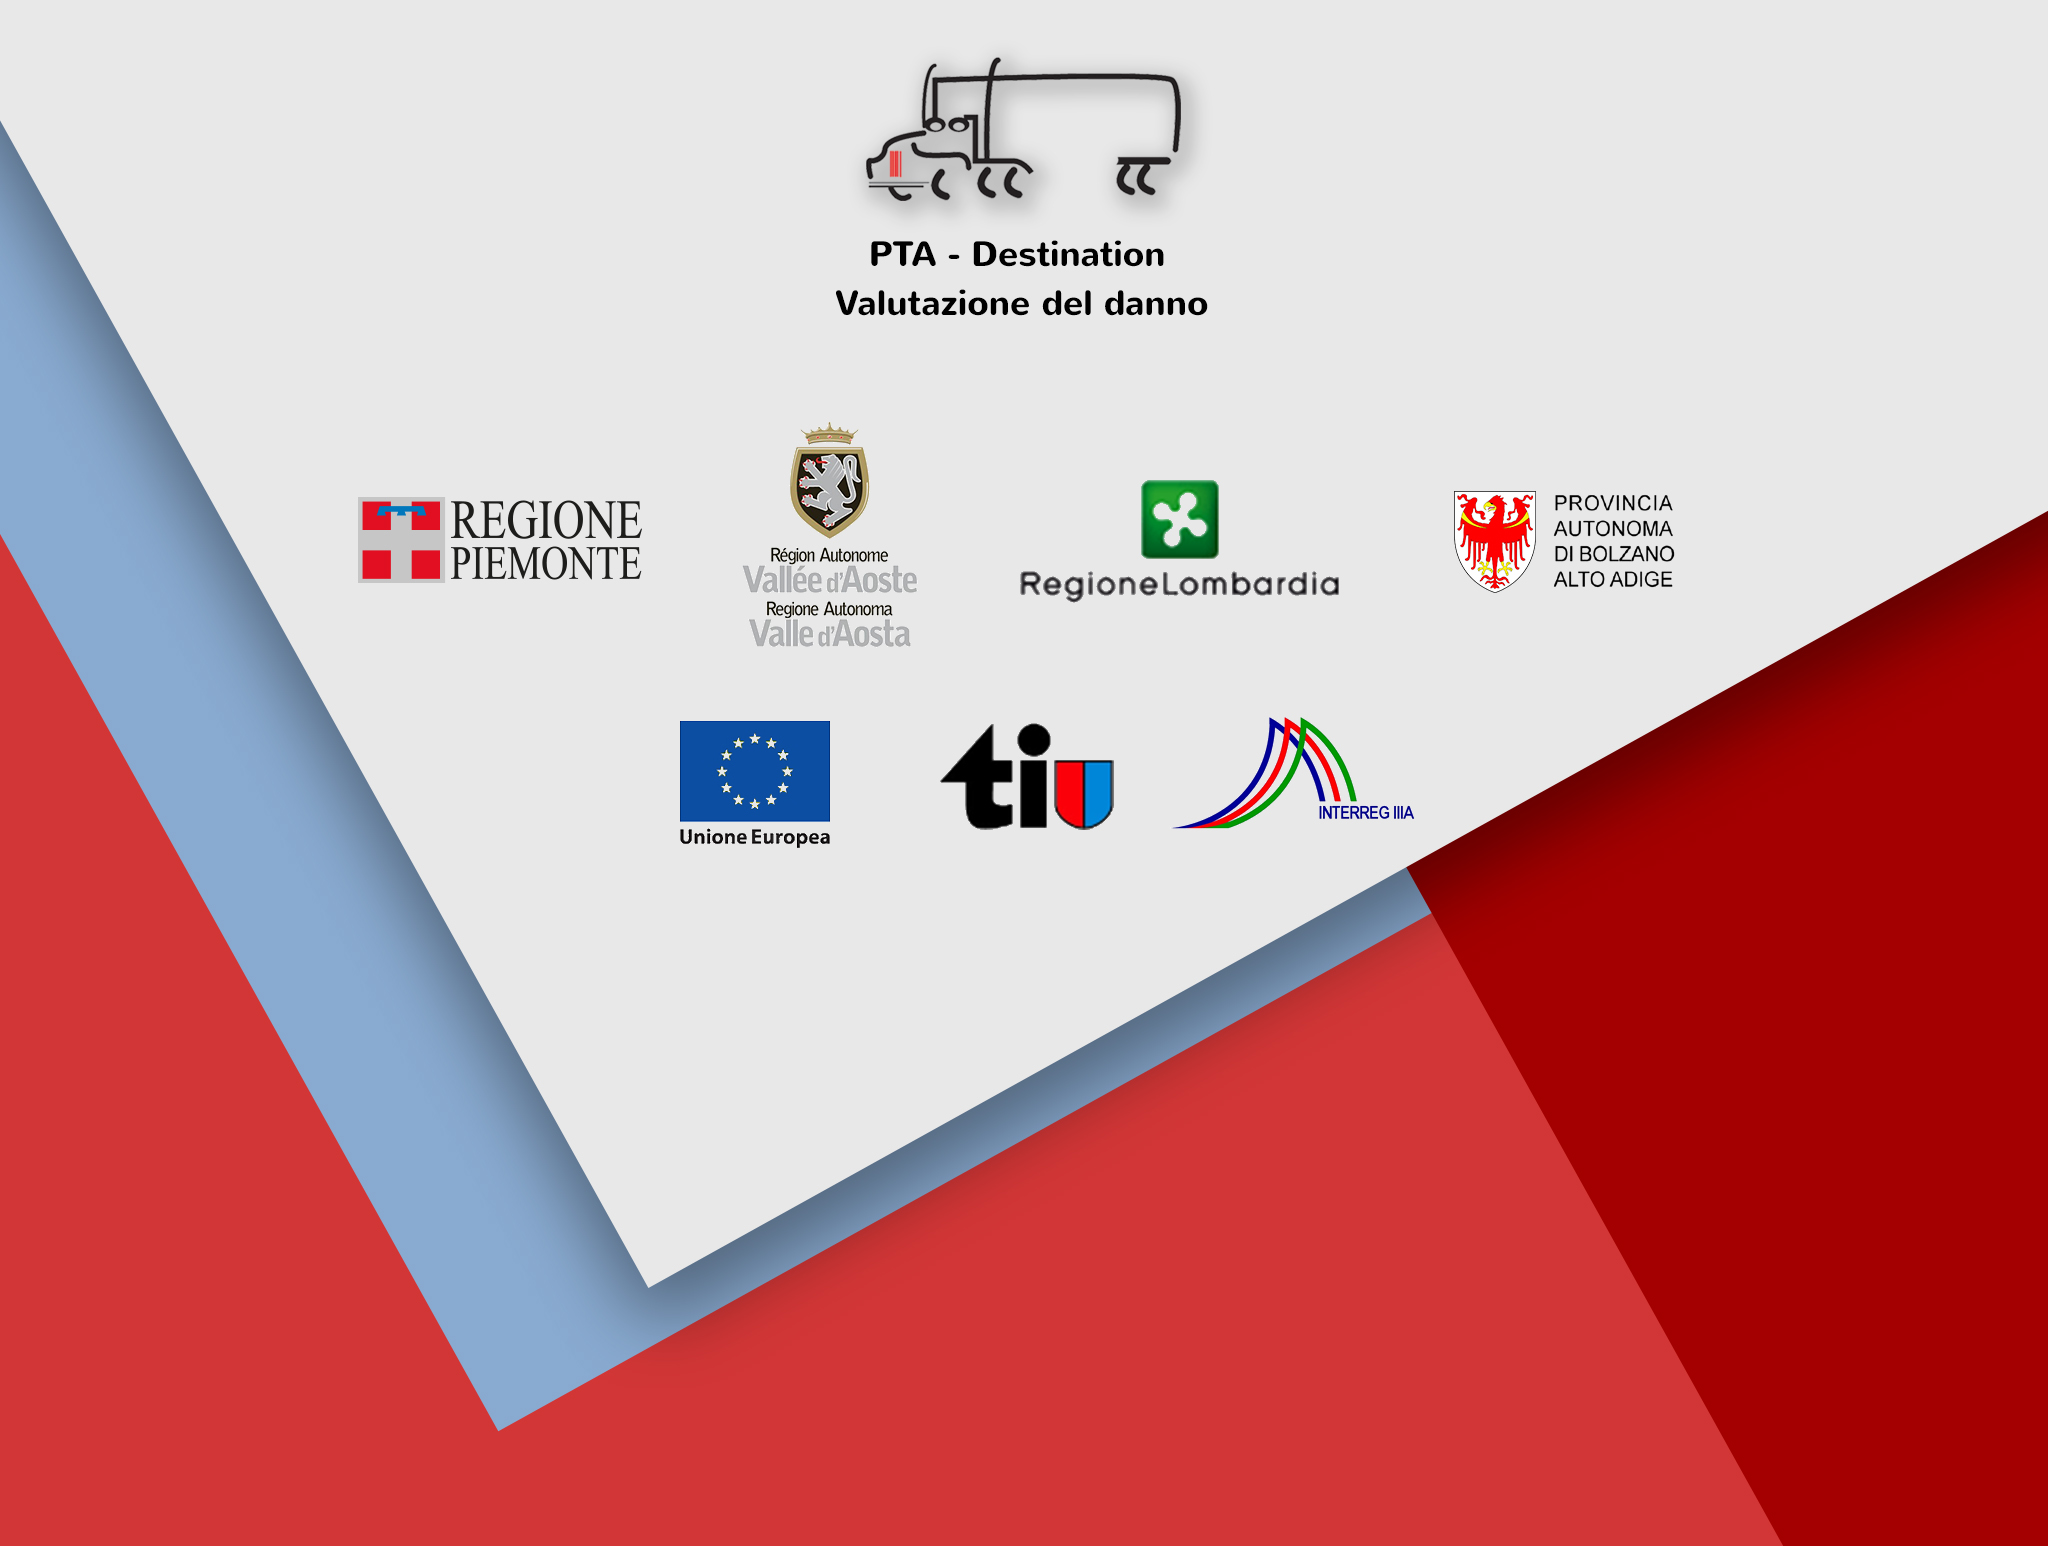 PTA - Destination
Valutazione del danno
REGIONE
PIEMONTE
Région Autonome
Vallée d'Aoste
Regione Autonoma
Valle d'Aosta
RegioneLombardia
PROVINCIA
AUTONOMA
DI BOLZANO
ALTO ADIGE
Unione Europea
ti
INTERREG IIIA